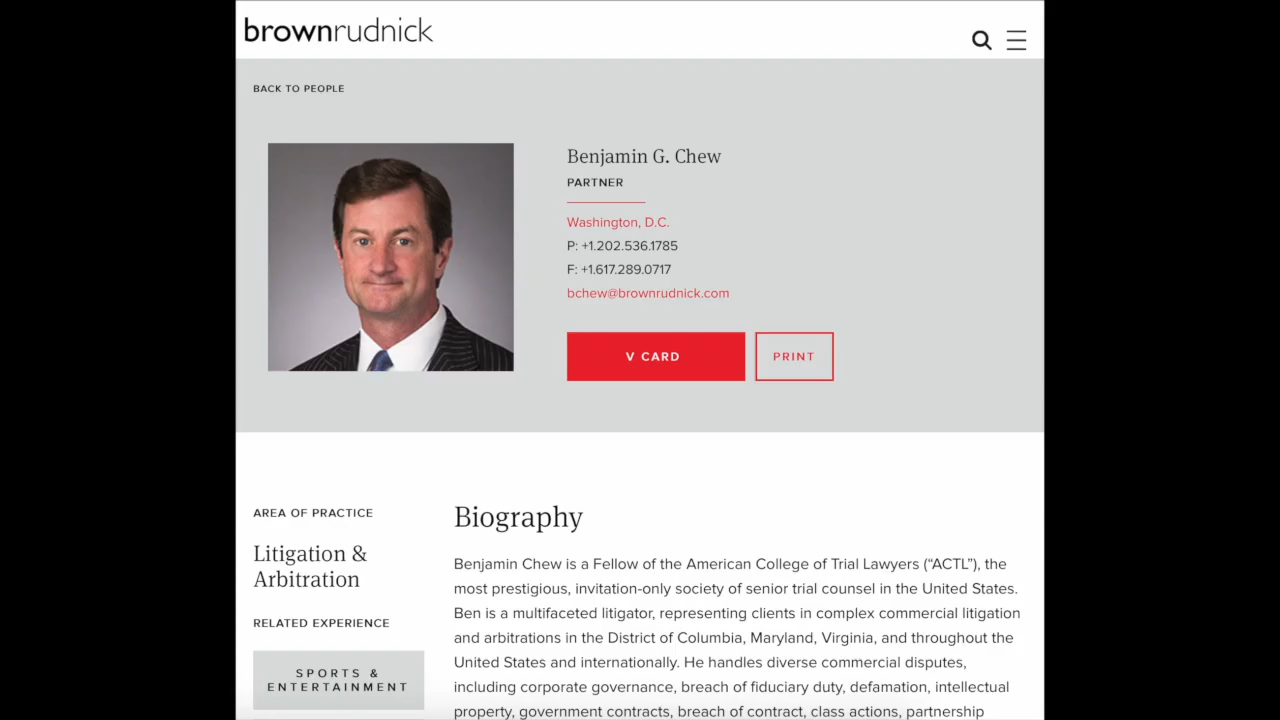 brownrudnick
BACK TO PEOPLE
Benjamin G. Chew
PARTNER
Washington, D.C.
P: +1.202.536.1785
F: +1.617.289.0717
bchew@brownrudnick.com
V CARD
PRINT
AREA OF PRACTICE
Litigation &
Arbitration
RELATED EXPERIENCE
SPORTS &
ENTERTAINMENT
Biography
Benjamin Chew is a Fellow of the American College of Trial Lawyers (“ACTL”), the
most prestigious, invitation-only society of senior trial counsel in the United States.
Ben is a multifaceted litigator, representing clients in complex commercial litigation
and arbitrations in the District of Columbia, Maryland, Virginia, and throughout the
United States and internationally. He handles diverse commercial disputes,
including corporate governance, breach of fiduciary duty, defamation, intellectual
property, government contracts, breach of contract, class actions, partnership